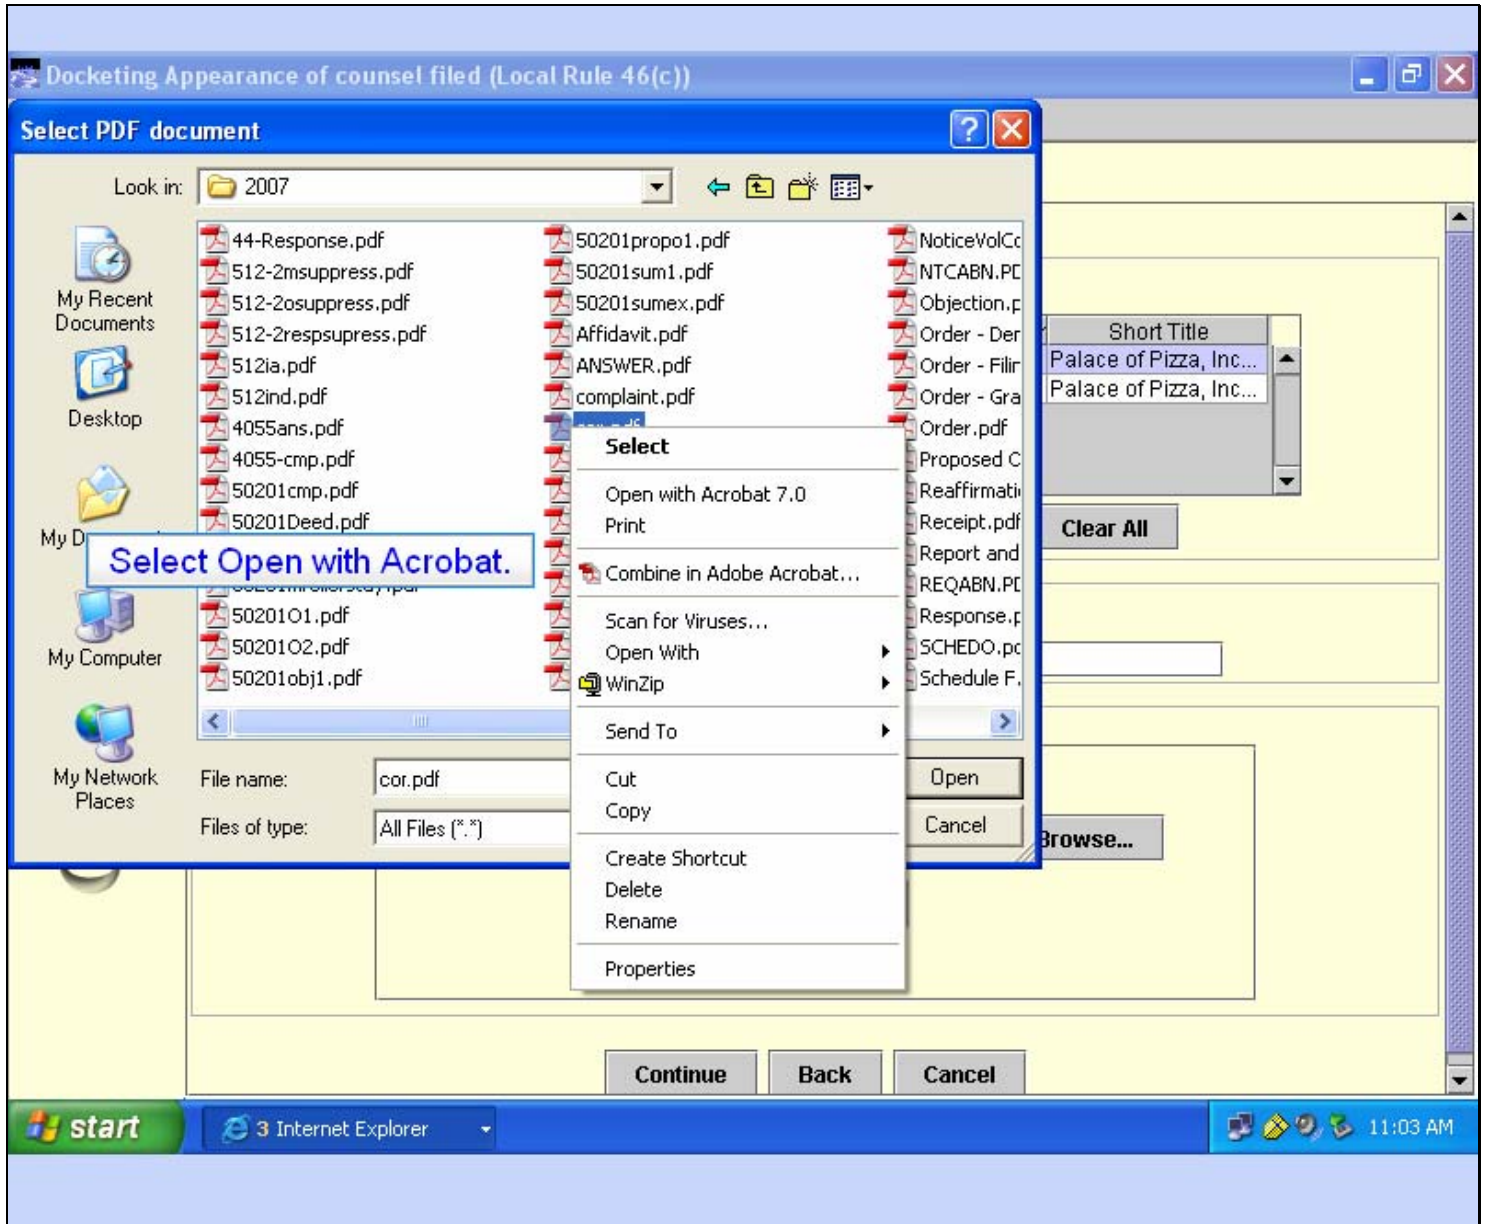 Docketing Appearance of counsel filed (Local Rule 46(c))
Select PDF document
Look in:
2007
My Recent
Documents
Desktop
My D
My Computer
My Network
Places
44-Response.pdf
512-2msuppress.pdf
512-2osuppress.pdf
512-2respsupress.pdf
512ia.pdf
512ind.pdf
4055ans.pdf
4055-cmp.pdf
50201cmp.pdf
50201Deed.pdf
50201O1.pdf
50201O2.pdf
50201obj1.pdf
50201propo1.pdf
50201sum1.pdf
50201sumex.pdf
Affidavit.pdf
ANSWER.pdf
complaint.pdf
NoticeVolCo
NTCABN.PD
Objection.p
Order - Den
Order - Filin
Order - Gra
Order.pdf
Proposed O
Reaffirmati
Receipt.pdf
Report and
REQABN.PD
Response.p
SCHEDO.pd
Schedule F.
Select Open with Acrobat.
Select
Open with Acrobat 7.0
Print
Combine in Adobe Acrobat...
Scan for Viruses...
Open With
WinZip
Send To
Cut
Copy
Create Shortcut
Delete
Rename
Properties
File name:
cor.pdf
Open
Files of type:
All Files (*.*)
Cancel
Short Title
Palace of Pizza, Inc...
Palace of Pizza, Inc...
Clear All
Browse...
Continue
Back
Cancel
start
3 Internet Explorer
11:03 AM